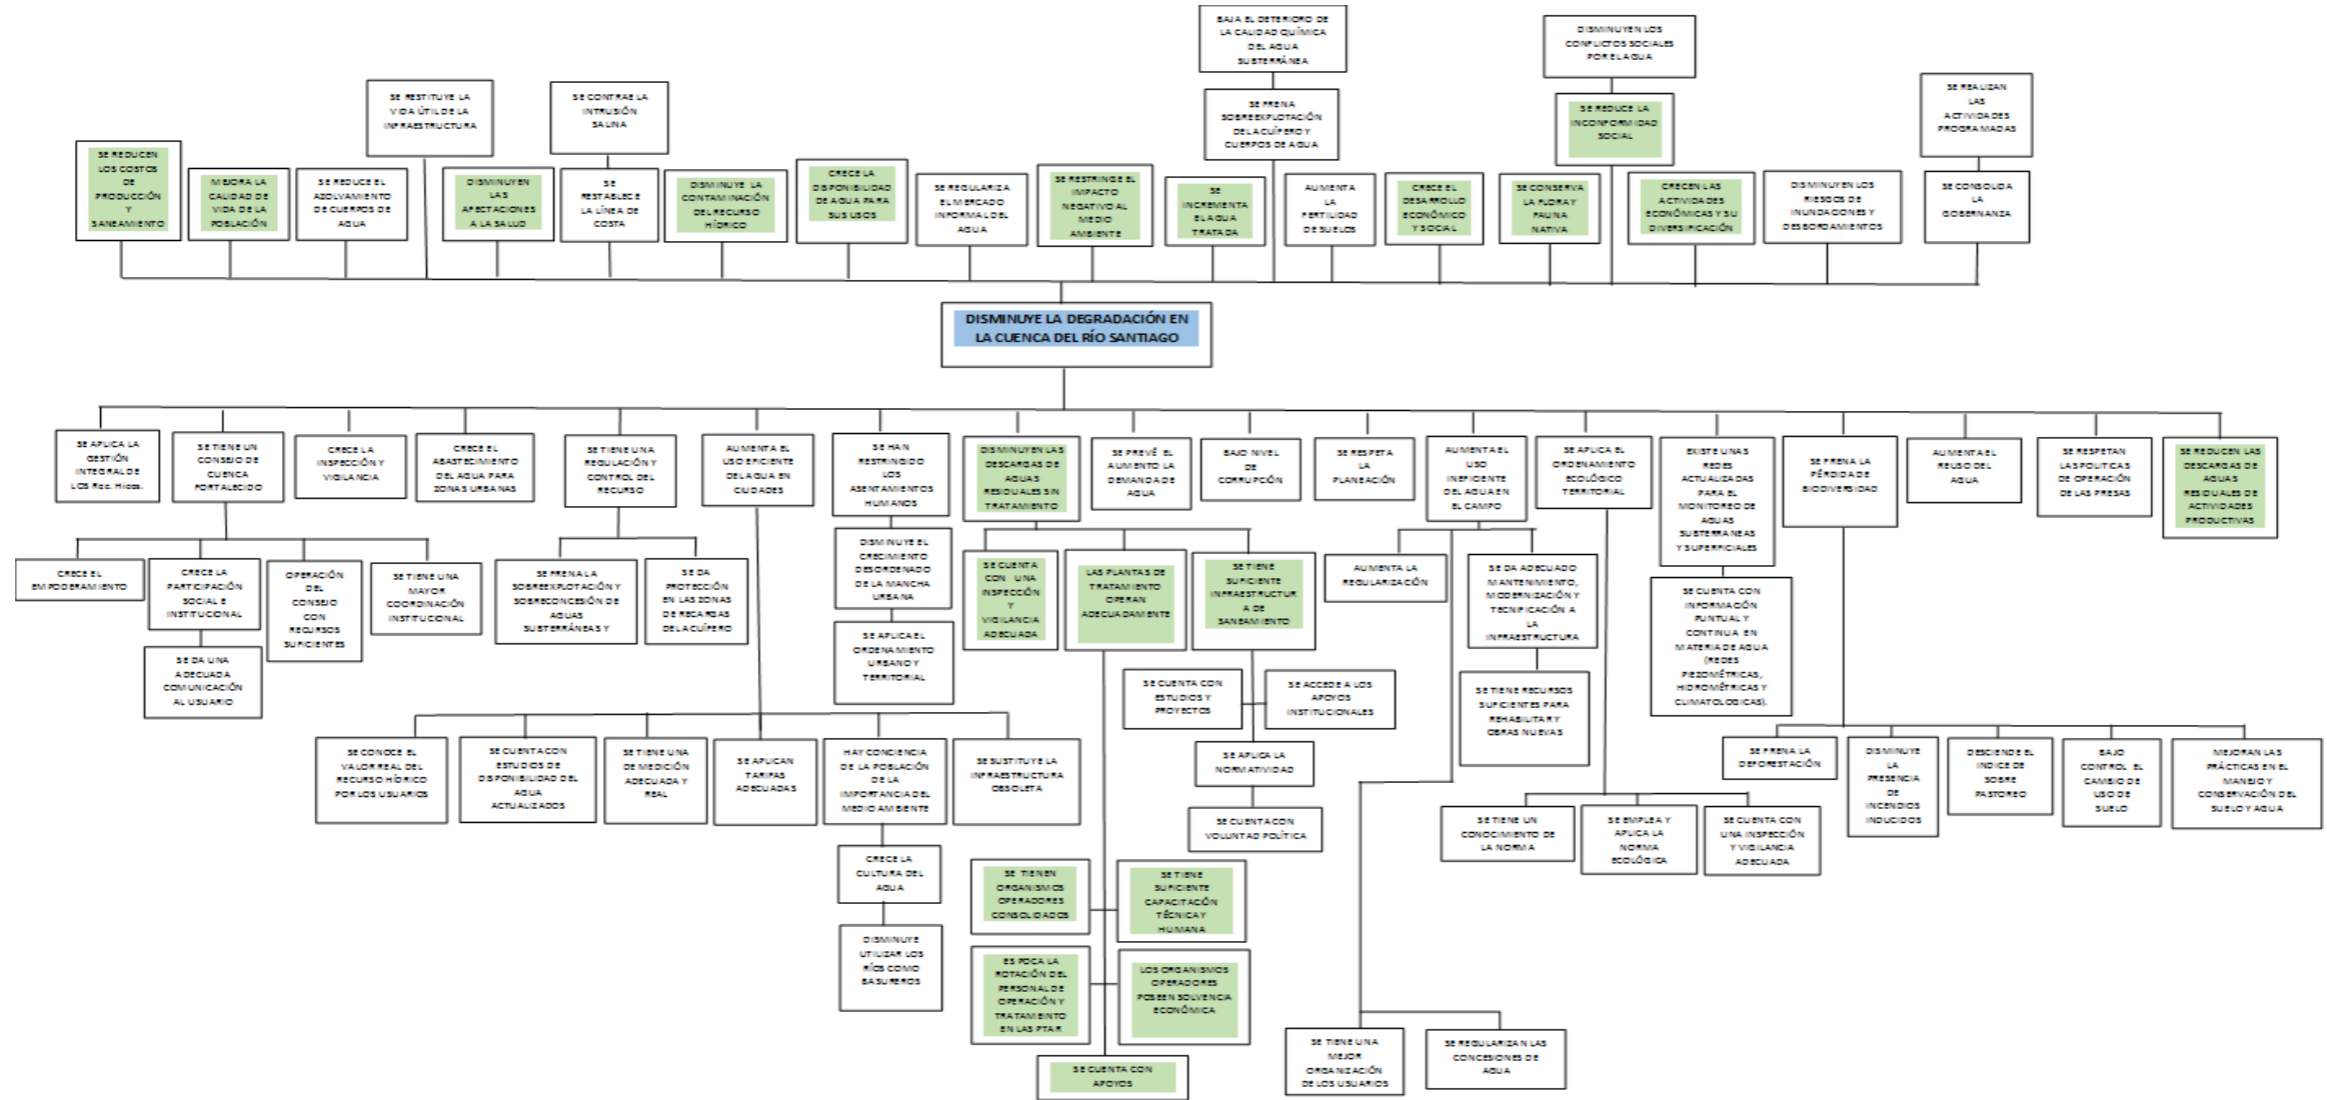 BAJA EL DETERIORO DE
LA CALIDAD QUÍMICA
DEL AGUA
SUBTERRÁNEA
DISMINUYEN LOS
CONFLICTOS SOCIALES
POR EL AGUA
SE RESTITUYE LA
VIDA ÚTIL DE LA
INFRAESTRUCTURA
SE CONTRAE LA
INTRUSIÓN
SALINA
SE FRENA
SOBREEXPLOTACIÓN
DEL ACUÍFERO Y
CUERPOS DE AGUA
SE REDUCE LA
INCONFORMIDAD
SOCIAL
SE REALIZAN
LAS
ACTIVIDADES
PROGRAMADAS
SE REDUCEN
LOS COSTOS
DE
PRODUCCIÓN
Y
SANEAMIENTO
MEJORA LA
CALIDAD DE
VIDA DE LA
POBLACIÓN
SE REDUCE EL
AZOLVAMIENTO
DE CUERPOS DE
AGUA
DISMINUYEN
LAS
AFECTACIONES
A LA SALUD
SE
RESTABLECE
LA LÍNEA DE
COSTA
DISMINUYE LA
CONTAMINACIÓN
DEL RECURSO
HÍDRICO
CRECE LA
DISPONIBILIDAD
DE AGUA PARA
SUS USOS
SE REGULARIZA
EL MERCADO
INFORMAL DEL
AGUA
SE RESTRINGE EL
IMPACTO
NEGATIVO AL
MEDIO
AMBIENTE
SE
INCREMENTA
EL AGUA
TRATADA
AUMENTA
LA
FERTILIDAD
DE SUELOS
CRECE EL
DESARROLLO
ECONÓMICO
Y SOCIAL
SE CONSERVA
LA FLORA Y
FAUNA
NATIVA
CRECEN LAS
ACTIVIDADES
ECONÓMICAS Y SU
DIVERSIFICACIÓN
DISMINUYEN LOS
RIESGOS DE
INUNDACIONES Y
DESBORDAMIENTOS
SE CONSOLIDA
LA
GOBERNANZA
DISMINUYE LA DEGRADACIÓN EN
LA CUENCA DEL RÍO SANTIAGO
SE APLICA LA
GESTIÓN
INTEGRAL DE
LOS Rec. Hicos.
SE TIENE UN
CONSEJO DE
CUENCA
FORTALECIDO
CRECE LA
INSPECCIÓN Y
VIGILANCIA
CRECE EL
ABASTECIMIENTO
DEL AGUA PARA
ZONAS URBANAS
SE TIENE UNA
REGULACIÓN Y
CONTROL DEL
RECURSO
AUMENTA EL
USO EFICIENTE
DEL AGUA EN
CIUDADES
SE HAN
RESTRINGIDO
LOS
ASENTAMIENTOS
HUMANOS
DISMINUYEN LAS
DESCARGAS DE
AGUAS
RESIDUALES SIN
TRATAMIENTO
SE PREVÉ EL
AUMENTO LA
DEMANDA DE
AGUA
BAJO NIVEL
DE
CORRUPCIÓN
SE RESPETA
LA
PLANEACIÓN
AUMENTA EL
USO
INEFICIENTE
DEL AGUA EN
EL CAMPO
SE APLICA EL
ORDENAMIENTO
ECOLÓGICO
TERRITORIAL
EXISTE UNAS
REDES
ACTUALIZADAS
PARA EL
MONITOREO DE
AGUAS
SUBTERRANEAS
Y SUPERFICIALES
SE FRENA LA
PÉRDIDA DE
BIODIVERSIDAD
AUMENTA EL
REUSO DEL
AGUA
SE RESPETAN
LAS POLITICAS
DE OPERACIÓN
DE LAS PRESAS
SE REDUCEN LAS
DESCARGAS DE
AGUAS
RESIDUALES DE
ACTIVIDADES
PRODUCTIVAS
CRECE EL
EMPODERAMIENTO
CRECE LA
PARTICIPACIÓN
SOCIAL E
INSTITUCIONAL
OPERACIÓN
DEL
CONSEJO
CON
RECURSOS
SUFICIENTES
SE TIENE UNA
MAYOR
COORDINACIÓN
INSTITUCIONAL
SE FRENA LA
SOBREEXPLOTACIÓN Y
SOBRECONCESIÓN DE
AGUAS
SUBTERRÁNEAS Y
SE DA
PROTECCIÓN
EN LAS ZONAS
DE RECARGAS
DEL ACUÍFERO
DISMINUYE EL
CRECIMIENTO
DESORDENADO
DE LA MANCHA
URBANA
SE CUENTA
CON UNA
INSPECCIÓN
Y
VIGILANCIA
ADECUADA
LAS PLANTAS DE
TRATAMIENTO
OPERAN
ADECUADAMENTE
SE TIENE
SUFICIENTE
INFRAESTRUCTUR
A DE
SANEAMIENTO
AUMENTA LA
REGULARIZACIÓN
SE DA ADECUADO
MANTENIMIENTO,
MODERNIZACIÓN Y
TECNIFICACIÓN A
LA
INFRAESTRUCTURA
SE CUENTA CON
INFORMACIÓN
PUNTUAL Y
CONTINUA EN
MATERIA DE AGUA
(REDES
PIEZOMÉTRICAS,
HIDROMÉTRICAS Y
CLIMATOLOGICAS).
SE DA UNA
ADECUADA
COMUNICACIÓN
AL USUARIO
SE APLICA EL
ORDENAMIENTO
URBANO Y
TERRITORIAL
SE CUENTA CON
ESTUDIOS Y
PROYECTOS
SE ACCEDE A LOS
APOYOS
INSTITUCIONALES
SE TIENE RECURSOS
SUFICIENTES PARA
REHABILITAR Y
OBRAS NUEVAS
SE CONOCE EL
VALOR REAL DEL
RECURSO HÍDRICO
POR LOS USUARIOS
SE CUENTA CON
ESTUDIOS DE
DISPONIBILIDAD DEL
AGUA
ACTUALIZADOS
SE TIENE UNA
DE MEDICIÓN
ADECUADA Y
REAL
SE APLICAN
TARIFAS
ADECUADAS
HAY CONCIENCIA
DE LA POBLACIÓN
DE LA
IMPORTANCIA DEL
MEDIO AMBIENTE
SE SUSTITUYE LA
INFRAESTRUCTURA
OBSOLETA
SE APLICA LA
NORMATIVIDAD
SE FRENA LA
DEFORESTACIÓN
DISMINUYE
LA
PRESENCIA
DE
INCENDIOS
INDUCIDOS
DESCIENDE EL
INDICE DE
SOBRE
PASTOREO
BAJO
CONTROL EL
CAMBIO DE
USO DE
SUELO
MEJORAN LAS
PRÁCTICAS EN EL
MANEJO Y
CONSERVACIÓN DEL
SUELO Y AGUA
SE CUENTA CON
VOLUNTAD POLÍTICA
SE TIENE UN
CONOCIMIENTO DE
LA NORMA
SE EMPLEA Y
APLICA LA
NORMA
ECOLÓGICA
SE CUENTA CON
UNA INSPECCIÓN
Y VIGILANCIA
ADECUADA
CRECE LA
CULTURA DEL
AGUA
SE TIENEN
ORGANISMOS
OPERADORES
CONSOLIDADOS
SE TIENE
SUFICIENTE
CAPACITACIÓN
TÉCNICA Y
HUMANA
DISMINUYE
UTILIZAR LOS
RÍOS COMO
BASUREROS
ES POCA LA
ROTACIÓN DEL
PERSONAL DE
OPERACIÓN Y
TRATAMEINTO
EN LAS PTAR
LOS ORGANISMOS
OPERADORES
POSEEN SOLVENCIA
ECONÓMICA
SE CUENTA CON
APOYOS
SE TIENE UNA
MEJOR
ORGANIZACIÓN
DE LOS USUARIOS
SE REGULARIZAN LAS
CONCESIONES DE
AGUA